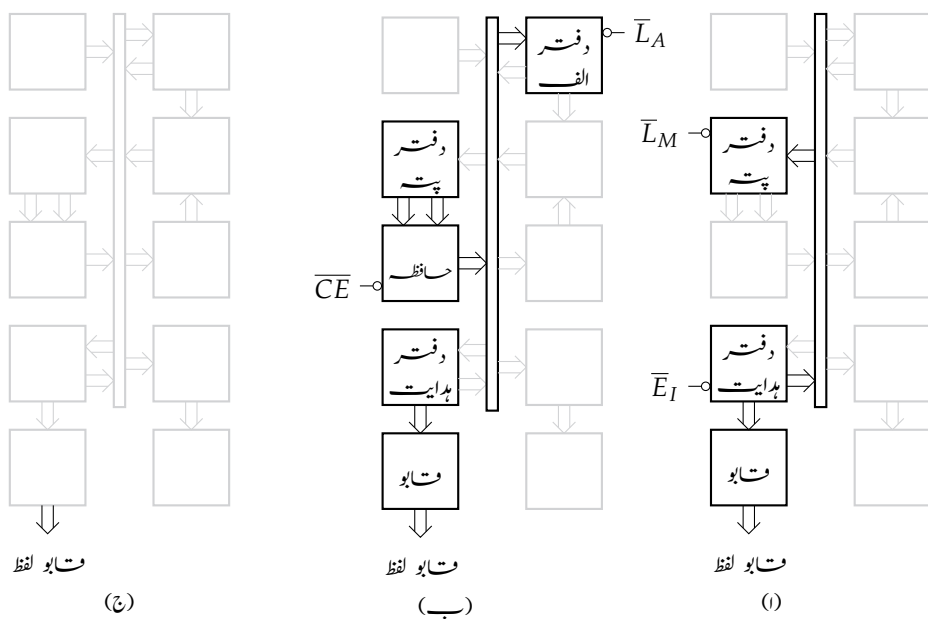 دفتر
الف
L̅_A
دفتر
پتہ
حافظہ
C̅E̅
دفتر
ہدایت
قابو
قابو لفظ
(ب)
L̅_M
دفتر
پتہ
E̅_I
دفتر
ہدایت
قابو
قابو لفظ
(ا)
قابو لفظ
(ج)